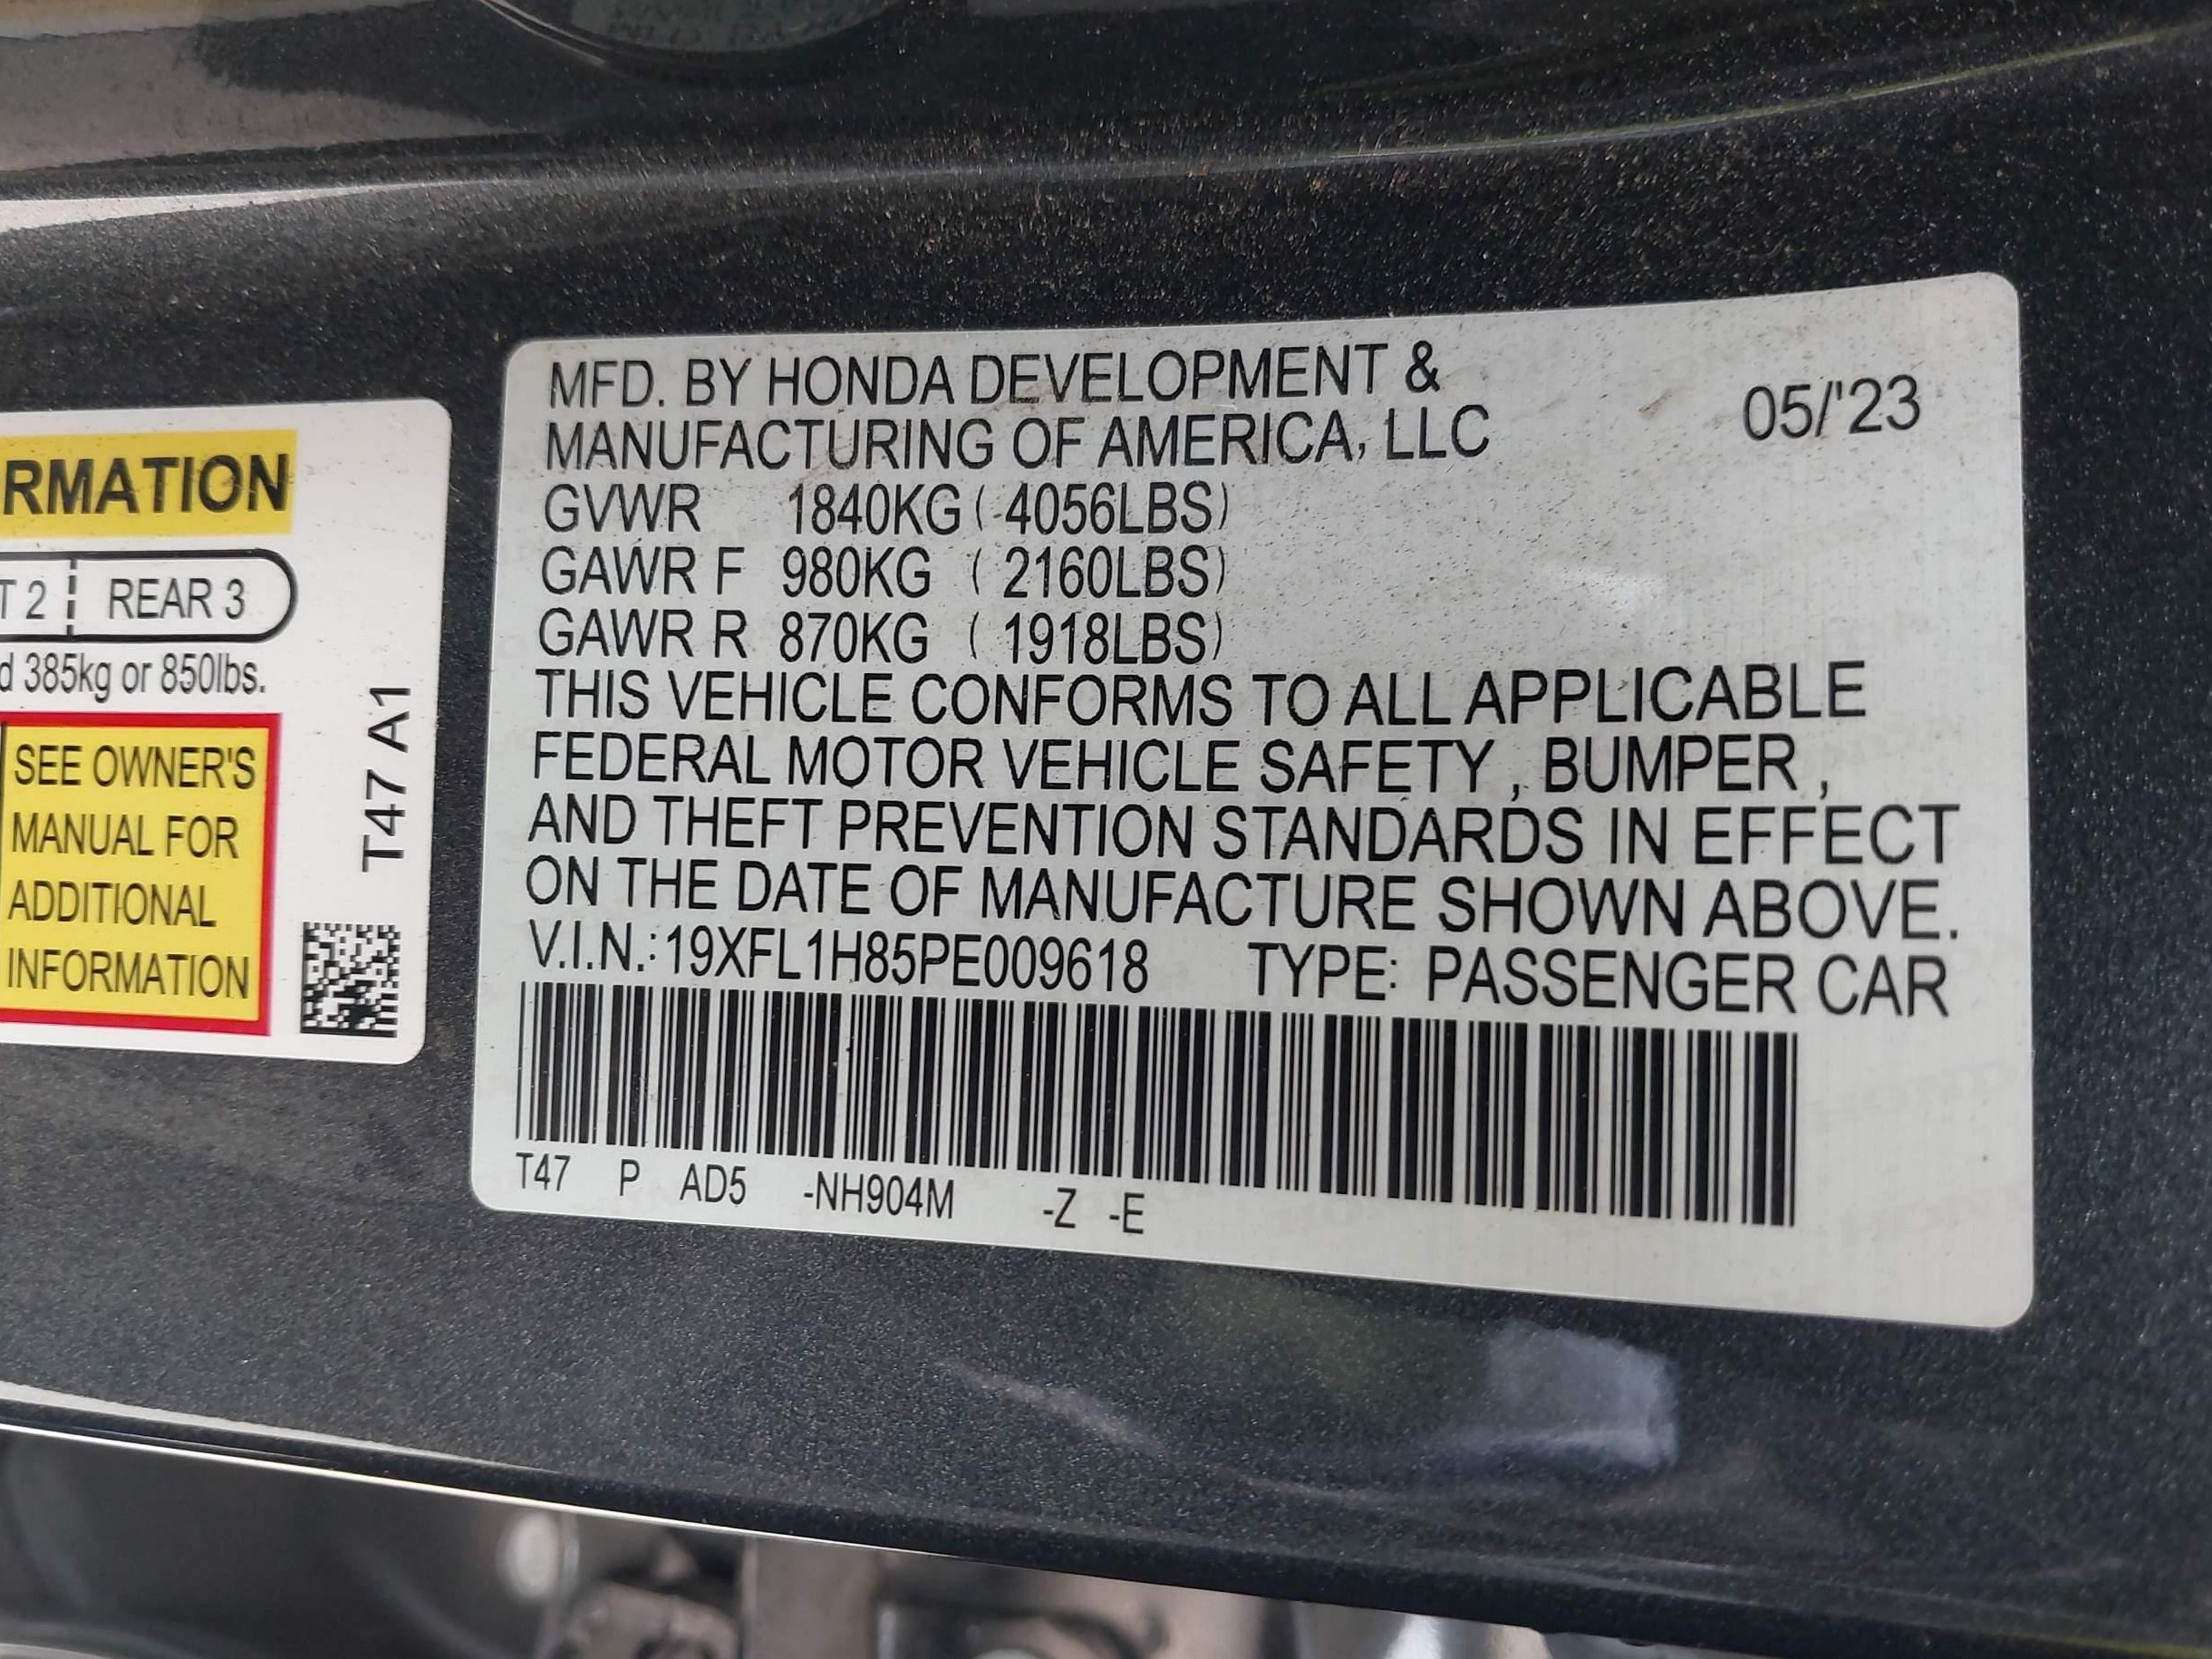 RMATION
T 2 REAR 3
d 385kg or 850lbs.
SEE OWNER'S
MANUAL FOR
ADDITIONAL
INFORMATION
T47 A1
MFD. BY HONDA DEVELOPMENT &
MANUFACTURING OF AMERICA, LLC
05/'23
GVWR 1840KG ( 4056LBS)
GAWR F 980KG ( 2160LBS)
GAWR R 870KG ( 1918LBS)
THIS VEHICLE CONFORMS TO ALL APPLICABLE
FEDERAL MOTOR VEHICLE SAFETY , BUMPER ,
AND THEFT PREVENTION STANDARDS IN EFFECT
ON THE DATE OF MANUFACTURE SHOWN ABOVE.
V.I.N.: 19XFL1H85PE009618 TYPE: PASSENGER CAR
T47 P AD5 -NH904M -Z -E